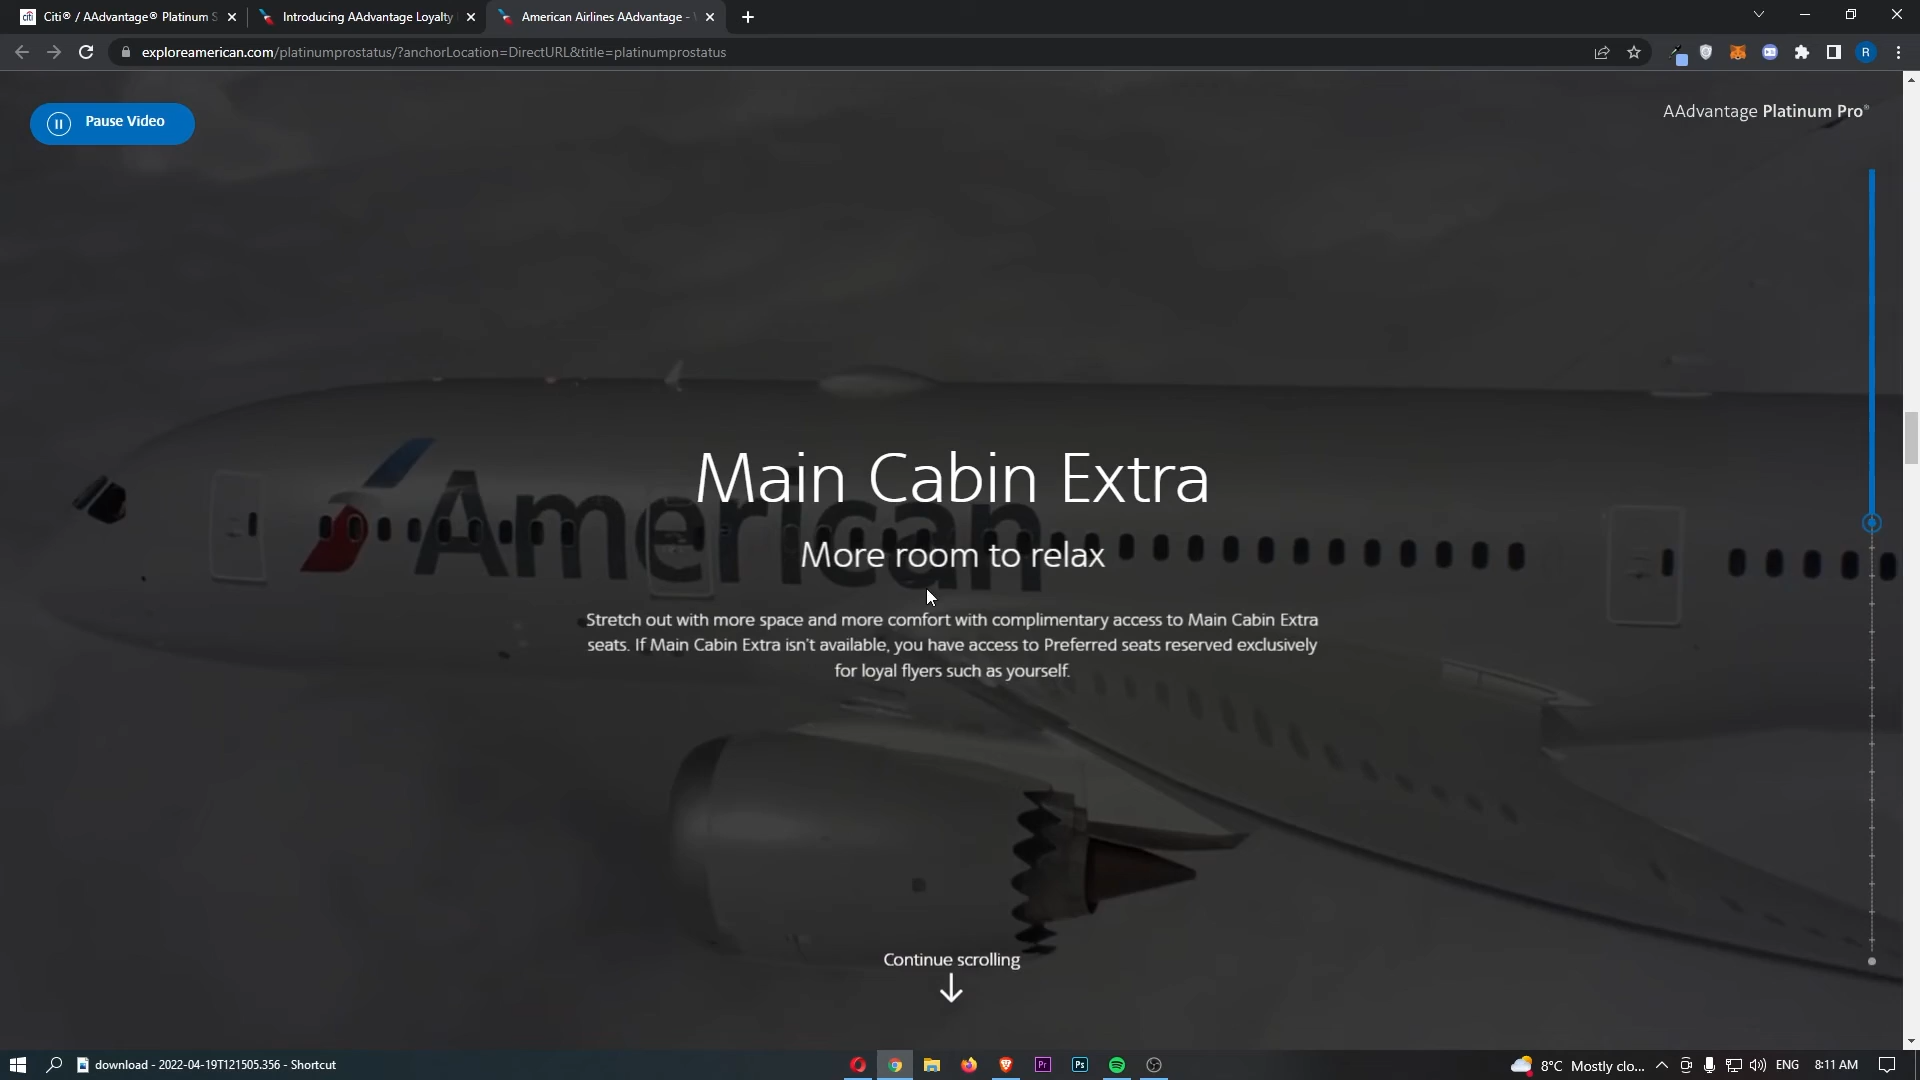 Citi® / AAdvantage® Platinum S
Introducing AAdvantage Loyalty
American Airlines AAdvantage -
exploreamerican.com/platinumprostatus/?anchorLocation=DirectURL&title=platinumprostatus
R
Pause Video
AAdvantage Platinum Pro®
American
Main Cabin Extra
More room to relax
Stretch out with more space and more comfort with complimentary access to Main Cabin Extra
seats. If Main Cabin Extra isn't available, you have access to Preferred seats reserved exclusively
for loyal flyers such as yourself.
Continue scrolling
download - 2022-04-19T121505.356 - Shortcut
Pr
Ps
8°C Mostly clo...
ENG
8:11 AM